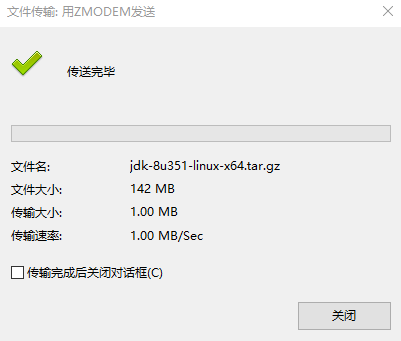 文件传输: 用ZMODEM发送
传送完毕
文件名: jdk-8u351-linux-x64.tar.gz
文件大小: 142 MB
传输大小: 1.00 MB
传输速率: 1.00 MB/Sec
传输完成后关闭对话框(C)
关闭